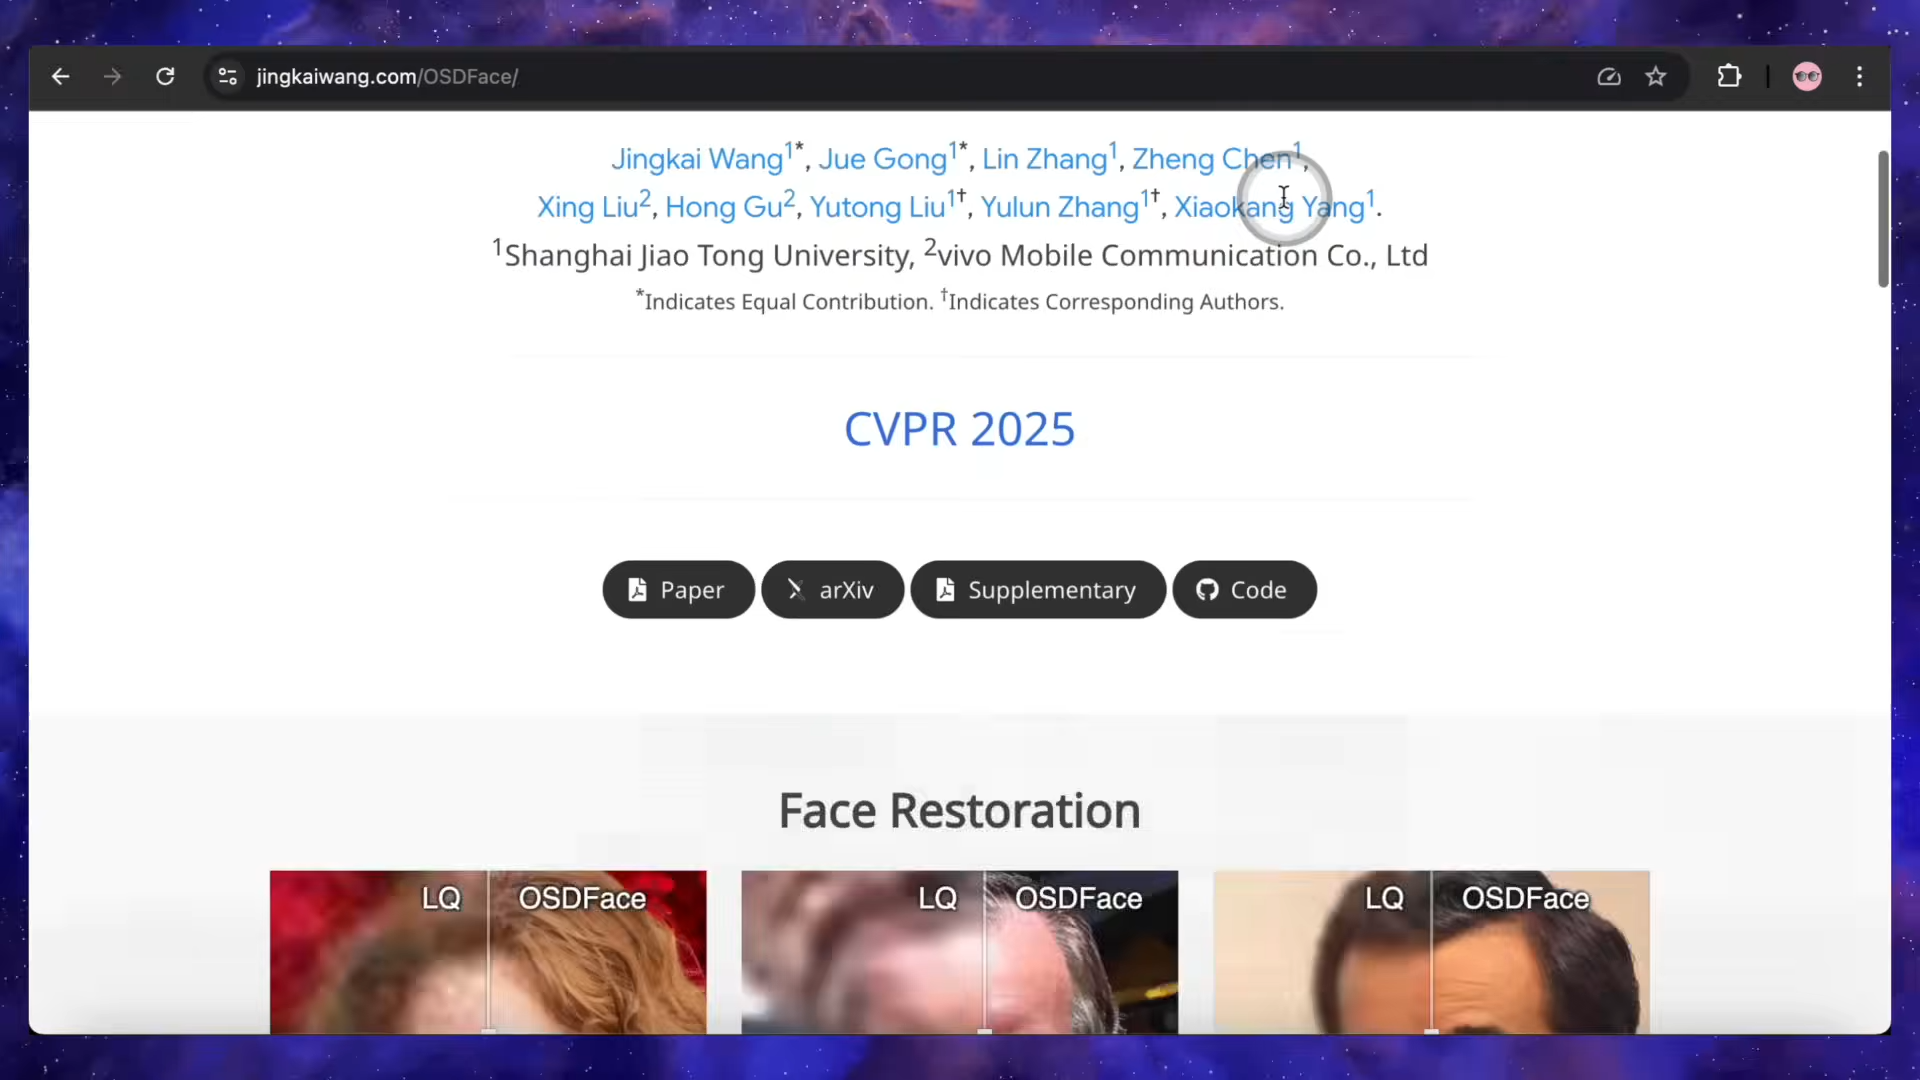 jingkaiwang.com/OSDFace/
Jingkai Wang1*, Jue Gong1*, Lin Zhang1, Zheng Chen1,
Xing Liu2, Hong Gu2, Yutong Liu1†, Yulun Zhang1†, Xiaokang Yang1.
1Shanghai Jiao Tong University, 2vivo Mobile Communication Co., Ltd
*Indicates Equal Contribution. †Indicates Corresponding Authors.
CVPR 2025
Paper arXiv Supplementary Code
Face Restoration
LQ OSDFace LQ OSDFace LQ OSDFace